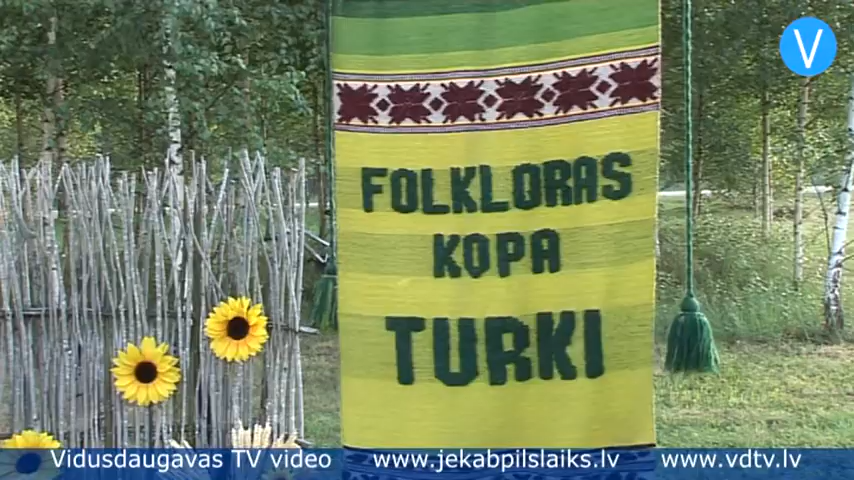 V
FOLKLORAS
KOPA
TURKI
Vidusdaugavas TV video www.jekabpilslaiks.lv www.vdtv.lv